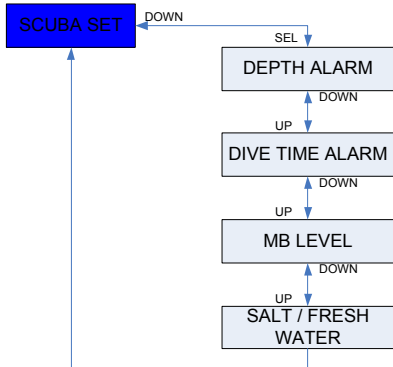 SCUBA SET
DOWN
SEL
DEPTH ALARM
DOWN
UP
DIVE TIME ALARM
DOWN
UP
MB LEVEL
DOWN
UP
SALT / FRESH
WATER